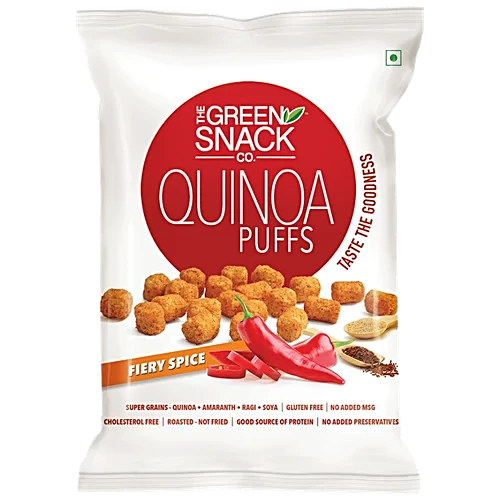 THE
GREEN
SNACK
CO.
QUINOA
PUFFS
TASTE THE GOODNESS
FIERY SPICE
SUPER GRAINS - QUINOA • AMARANTH • RAGI • SOYA | GLUTEN FREE | NO ADDED MSG
CHOLESTEROL FREE | ROASTED - NOT FRIED | GOOD SOURCE OF PROTEIN | NO ADDED PRESERVATIVES